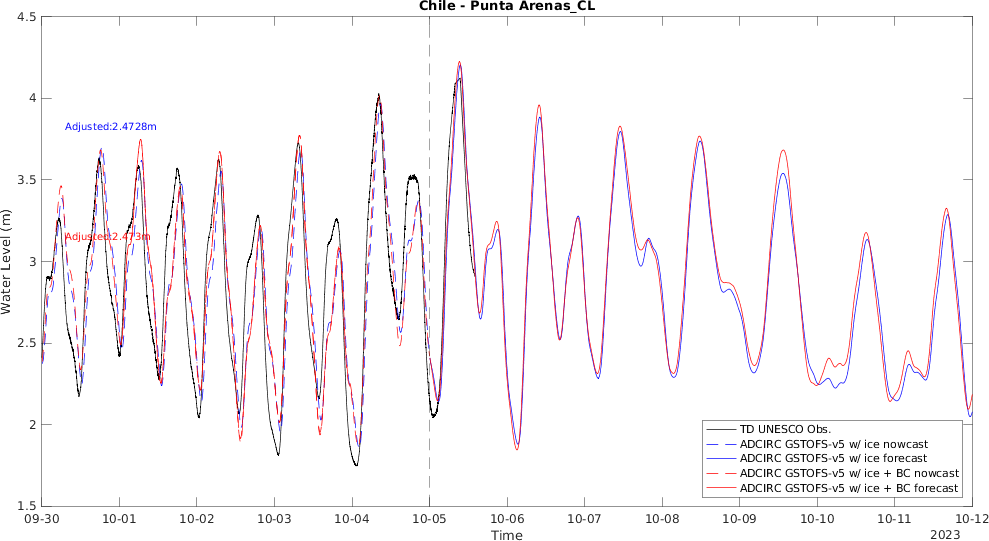 Chile - Punta Arenas_CL
4.5
4
3.5
3
2.5
2
1.5
Water Level (m)
Adjusted:2.4728m
Adjusted:2.473m
TD UNESCO Obs.
ADCIRC GSTOFS-v5 w/ ice nowcast
ADCIRC GSTOFS-v5 w/ ice forecast
ADCIRC GSTOFS-v5 w/ ice + BC nowcast
ADCIRC GSTOFS-v5 w/ ice + BC forecast
09-30 10-01 10-02 10-03 10-04 10-05 10-06 10-07 10-08 10-09 10-10 10-11 10-12
Time
2023